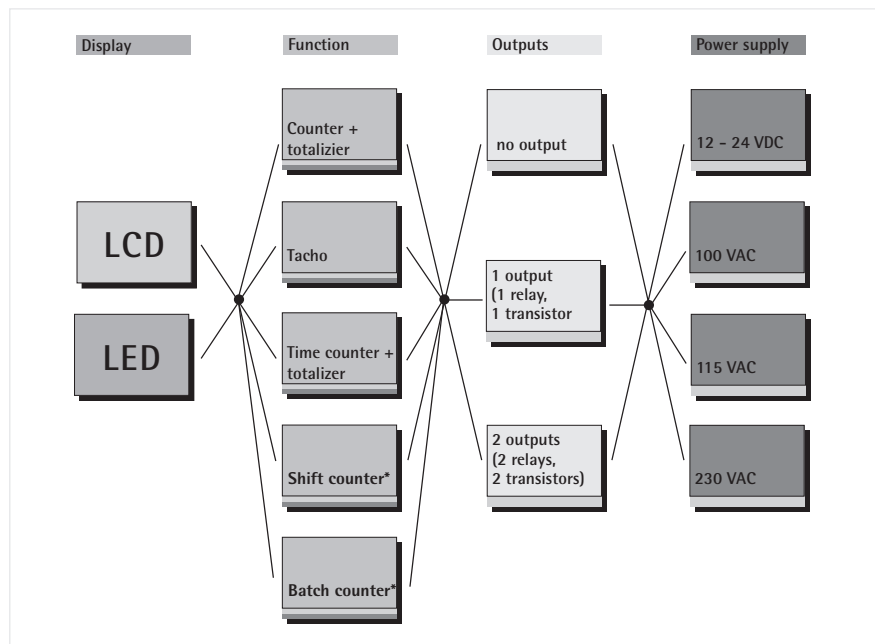 Display
Function
Outputs
Power supply
Counter +
totalizier
no output
12 - 24 VDC
LCD
Tacho
1 output
(1 relay,
1 transistor
100 VAC
LED
Time counter +
totalizer
115 VAC
Shift counter*
2 outputs
(2 relays,
2 transistors)
230 VAC
Batch counter*